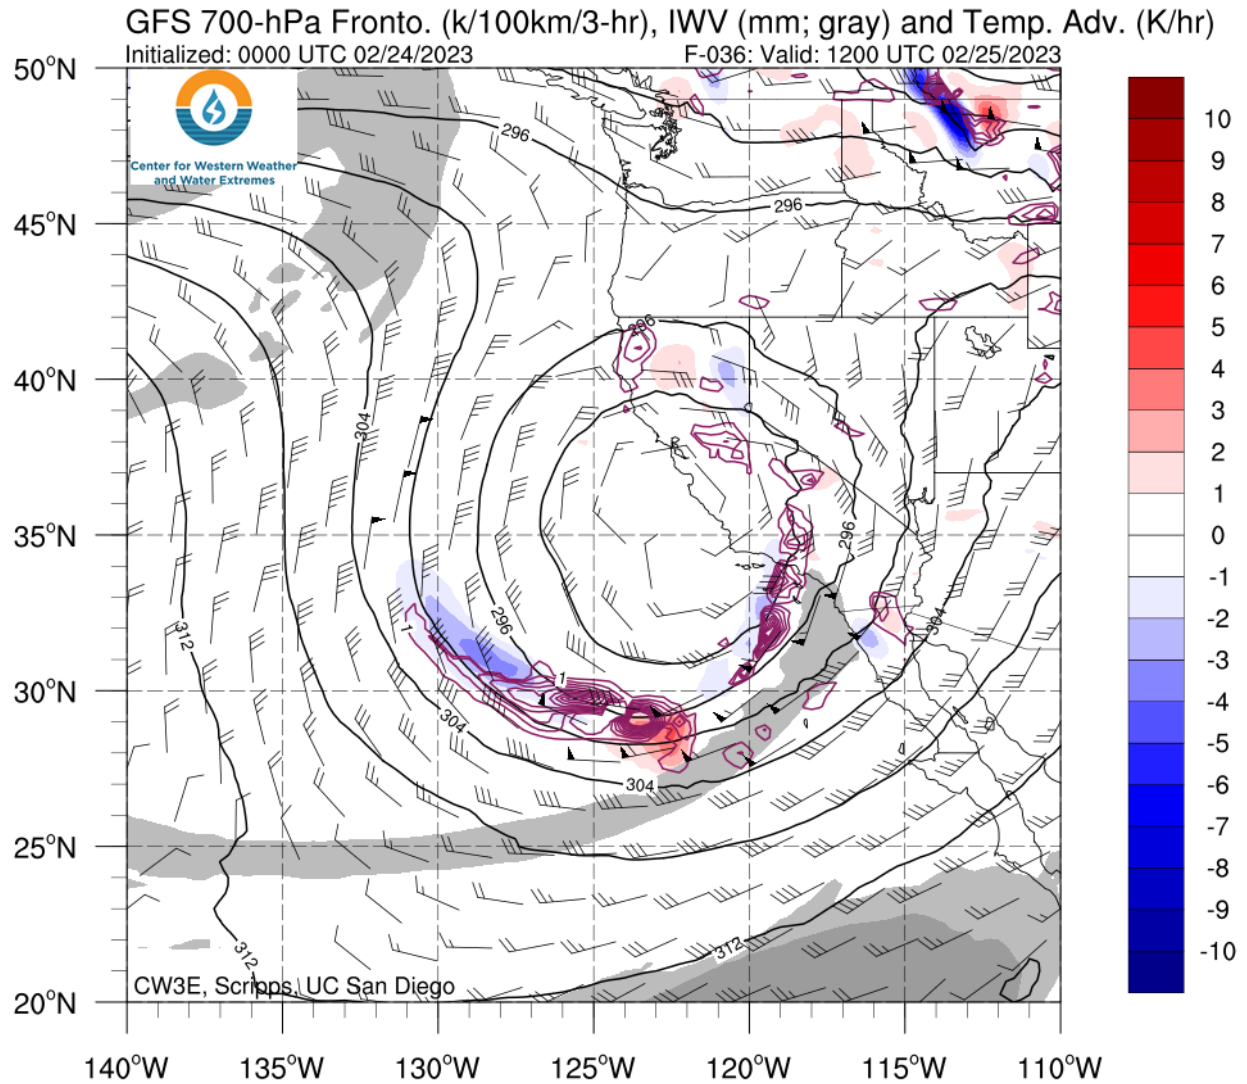 GFS 700-hPa Fronto. (k/100km/3-hr), IWV (mm; gray) and Temp. Adv. (K/hr)
Initialized: 0000 UTC 02/24/2023 F-036: Valid: 1200 UTC 02/25/2023
Center for Western Weather
and Water Extremes
50°N
45°N
40°N
35°N
30°N
25°N
20°N
296
296
296
304
296
312
1
296
304
1
304
304
312
312
CW3E, Scripps, UC San Diego
140°W 135°W 130°W 125°W 120°W 115°W 110°W
10
9
8
7
6
5
4
3
2
1
0
-1
-2
-3
-4
-5
-6
-7
-8
-9
-10